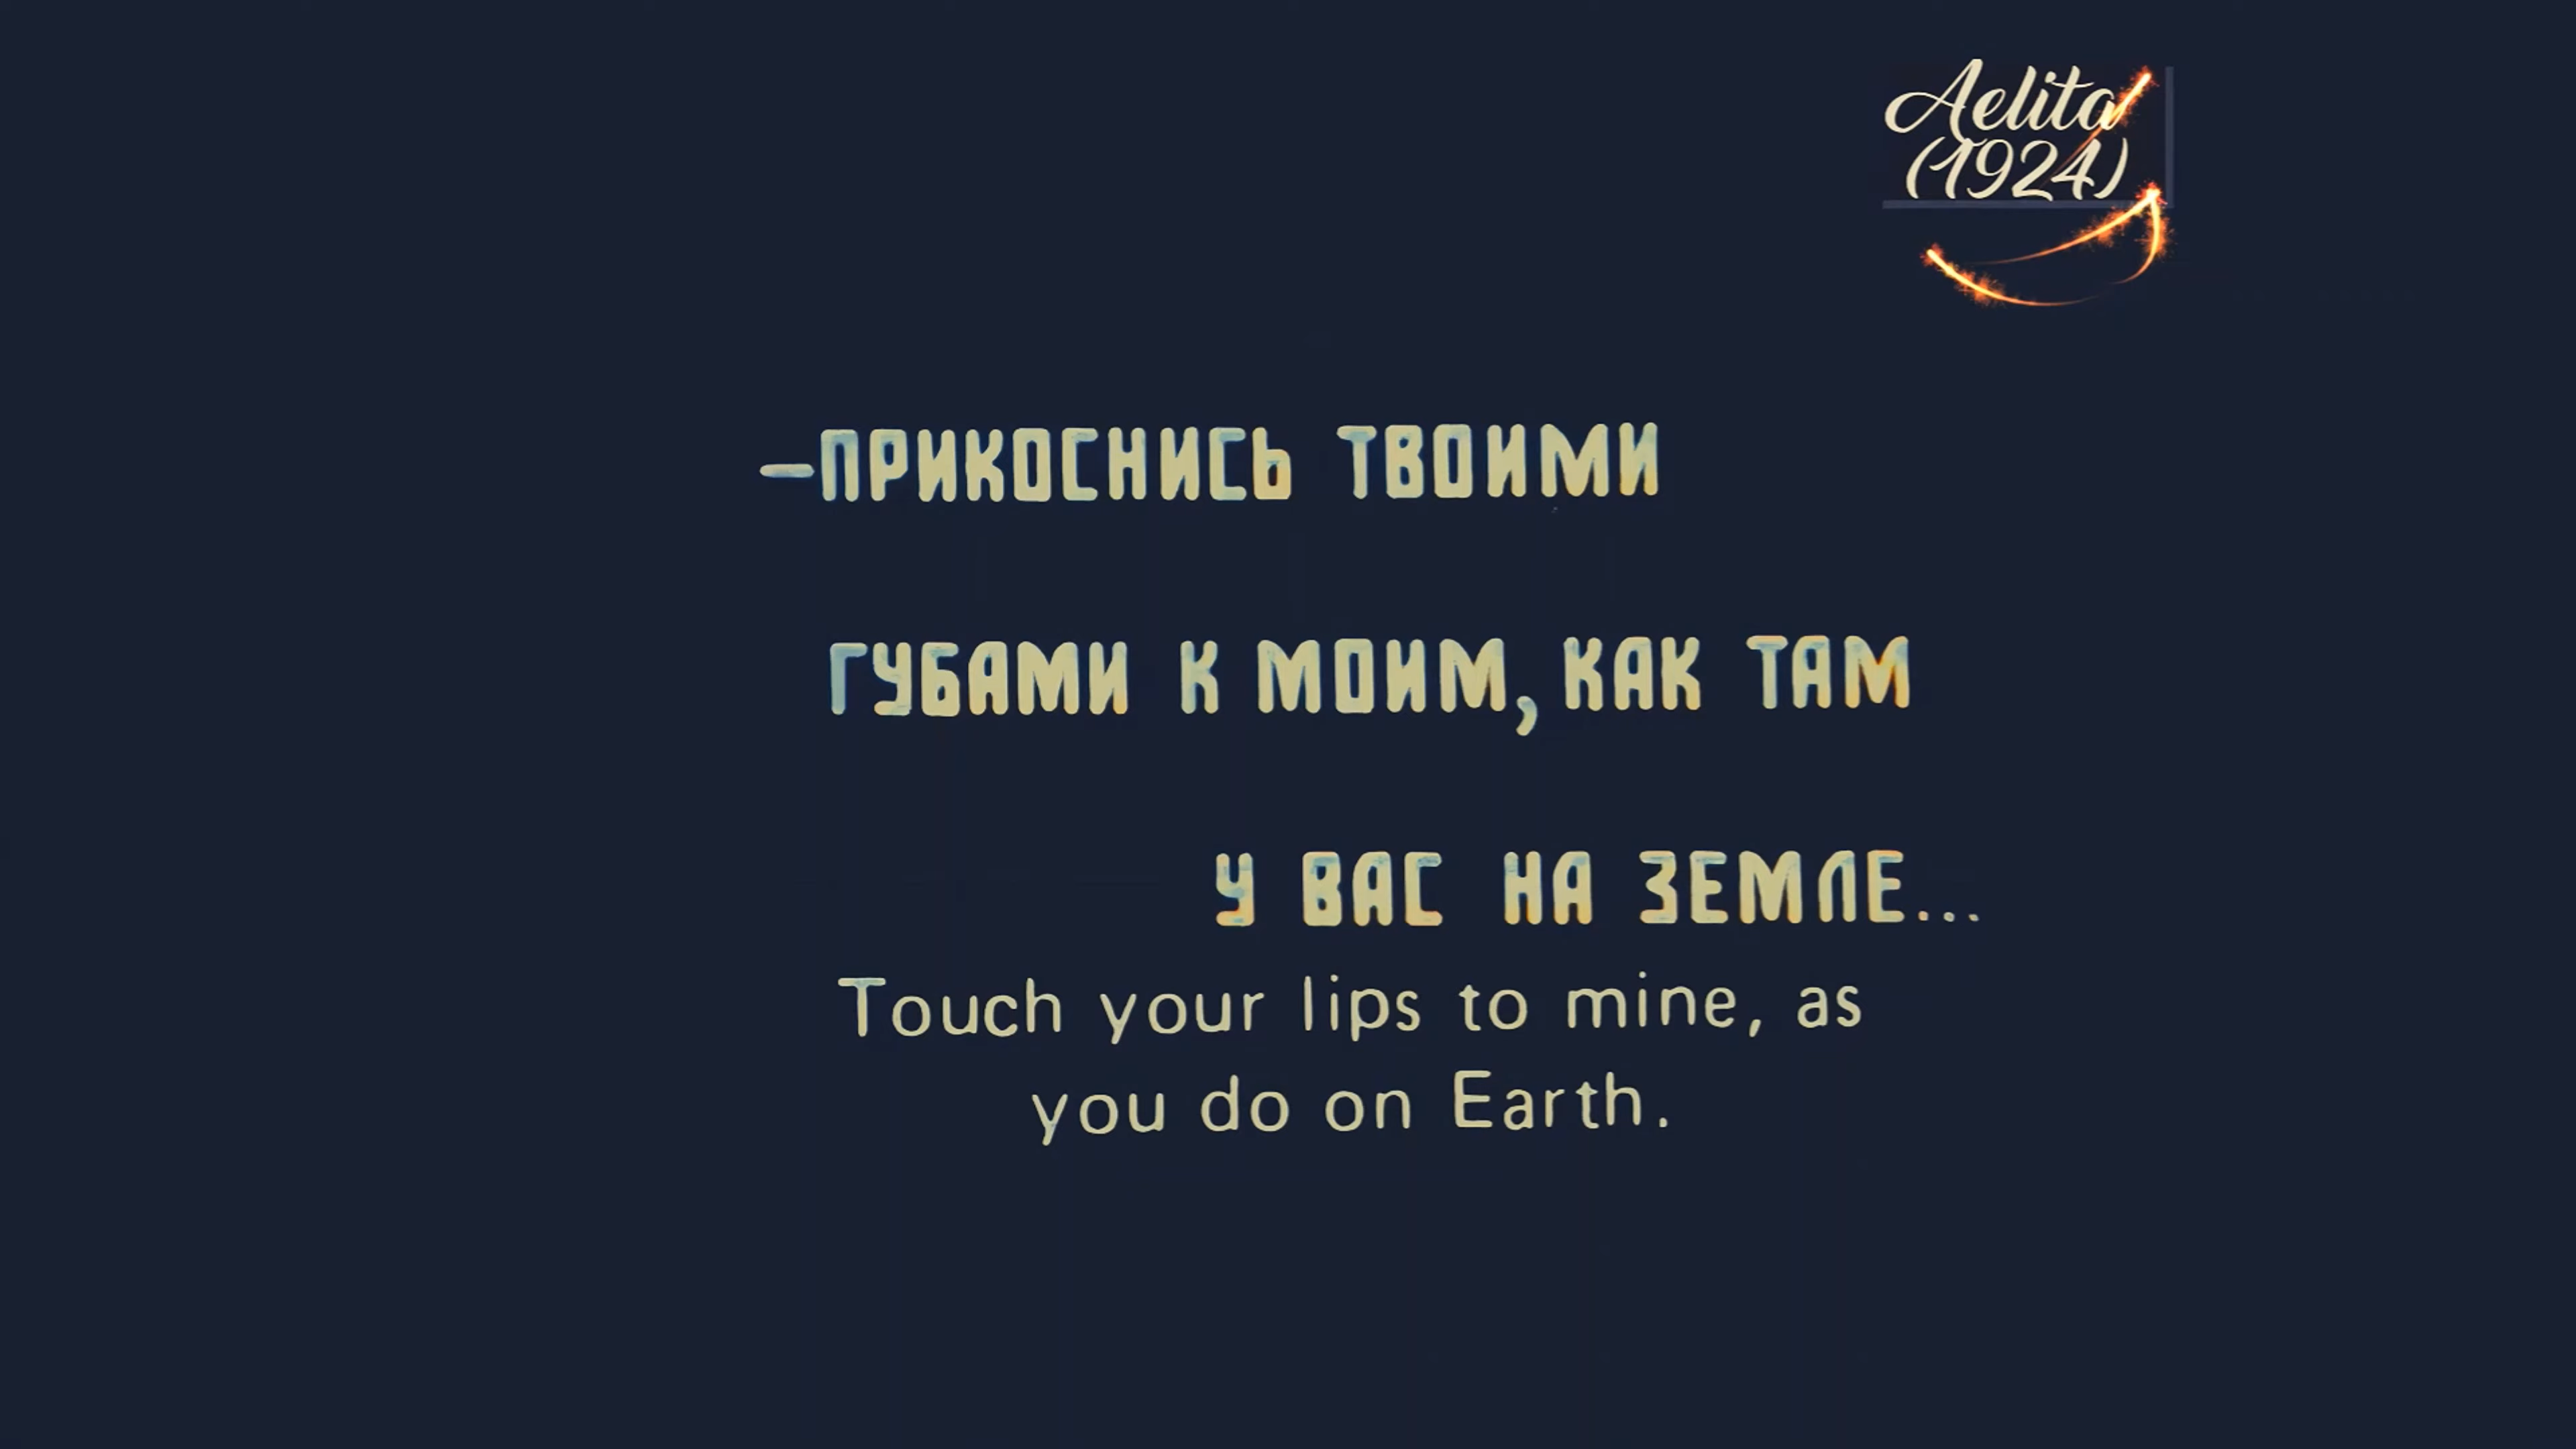 Aelita
(1924)
—ПРИКОСНИСЬ ТВОИМИ
ГУБАМИ К МОИМ, КАК ТАМ
У ВАС НА ЗЕМЛЕ...
Touch your lips to mine, as
you do on Earth.